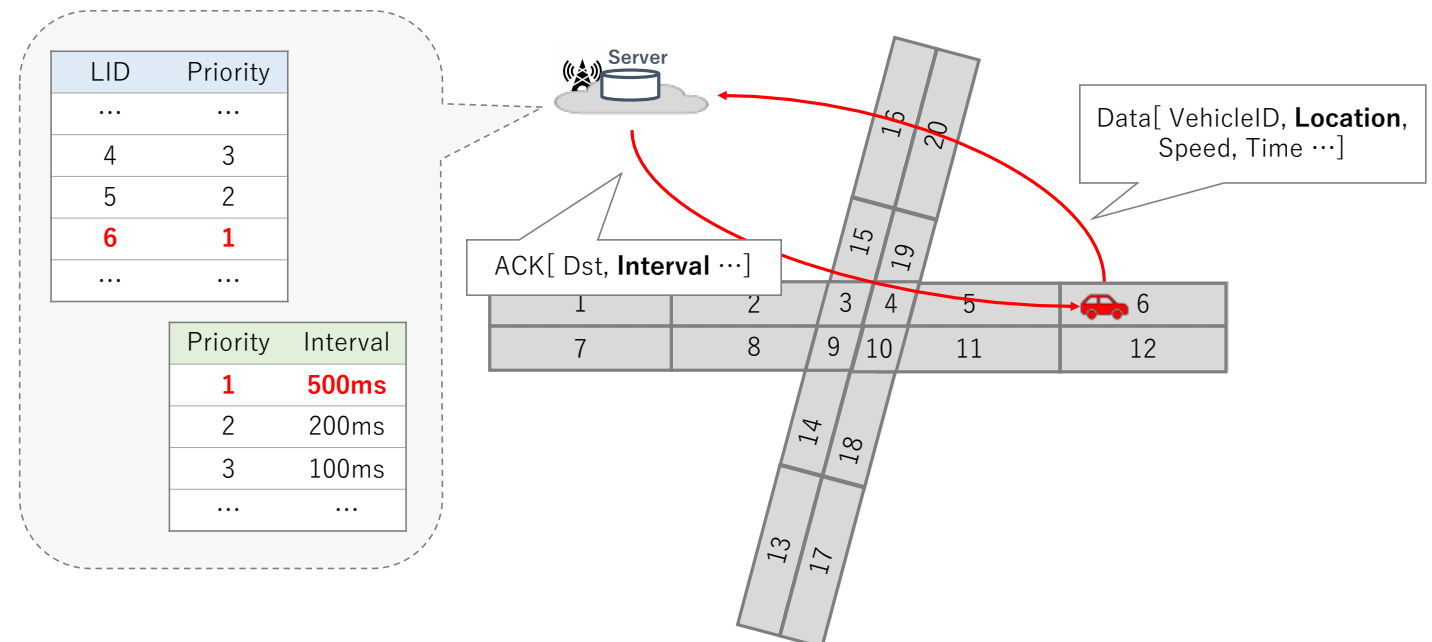 LID Priority
… …
4 3
5 2
6 1
… …
Priority Interval
1 500ms
2 200ms
3 100ms
… …
Server
Data[ VehicleID, Location,
Speed, Time …]
ACK[ Dst, Interval …]
16 20
15 19
1 2 3 4 5 6
7 8 9 10 11 12
14 18
13 17